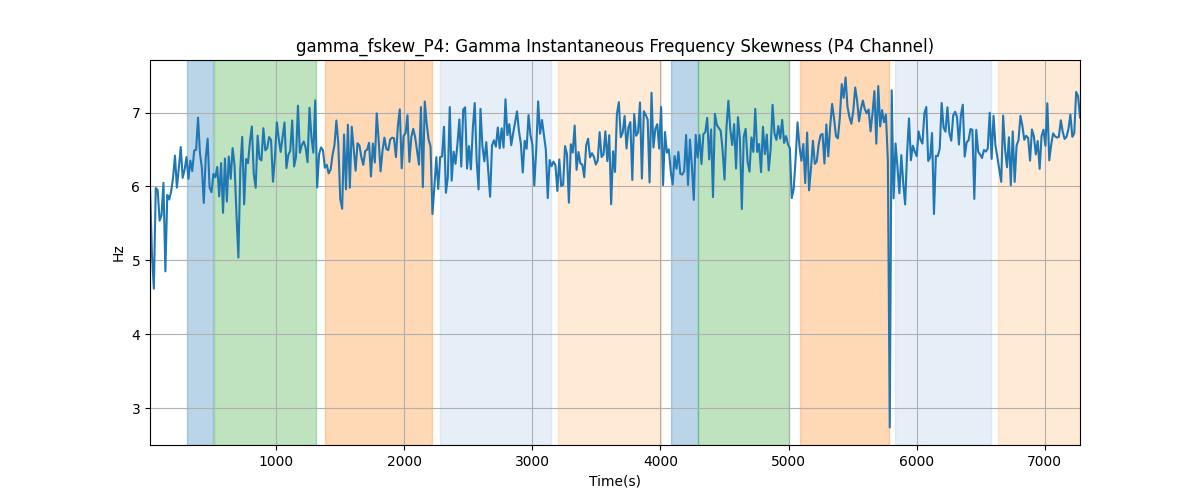 gamma_fskew_P4: Gamma Instantaneous Frequency Skewness (P4 Channel)
7
6
5
4
3
Hz
1000 2000 3000 4000 5000 6000 7000
Time(s)